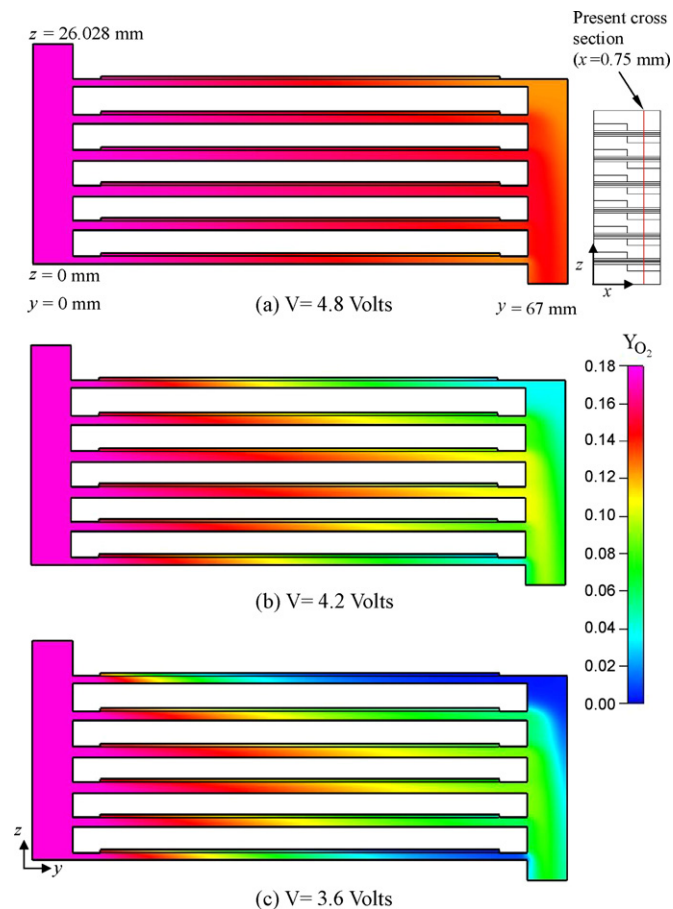 z = 26.028 mm
Present cross
section
(x=0.75 mm)
z = 0 mm
y = 0 mm
(a) V= 4.8 Volts
y = 67 mm
z
x
Y_{O_2}
0.18
0.16
0.14
0.12
0.10
0.08
0.06
0.04
0.02
0.00
(b) V= 4.2 Volts
z
y
(c) V= 3.6 Volts